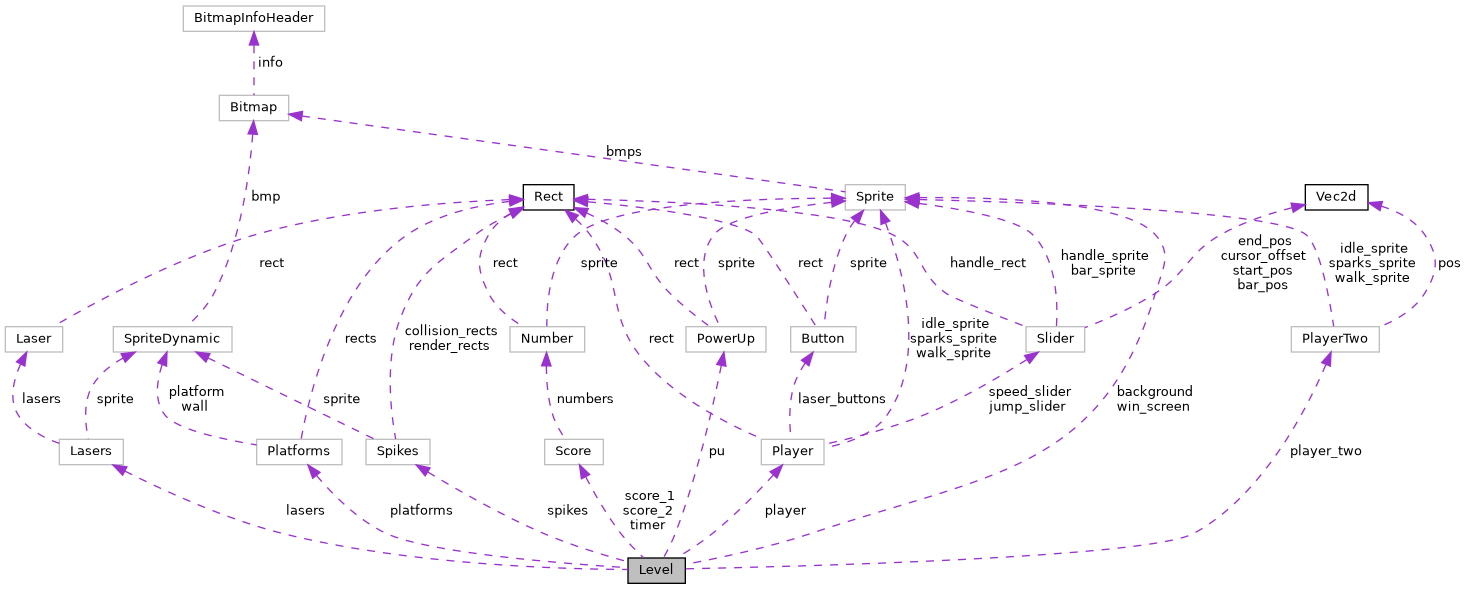 BitmapInfoHeader
info
Bitmap
bmps
bmp
Rect
Sprite
Vec2d
rect
rect
sprite
rect
sprite
rect
sprite
handle_rect
handle_sprite
bar_sprite
end_pos
cursor_offset
start_pos
bar_pos
idle_sprite
sparks_sprite
walk_sprite
pos
Laser
SpriteDynamic
rects
collision_rects
render_rects
Number
rect
PowerUp
Button
idle_sprite
sparks_sprite
walk_sprite
Slider
PlayerTwo
lasers
sprite
platform
wall
sprite
numbers
laser_buttons
speed_slider
jump_slider
background
win_screen
Lasers
Platforms
Spikes
Score
pu
Player
player_two
lasers
platforms
spikes
score_1
score_2
timer
player
Level